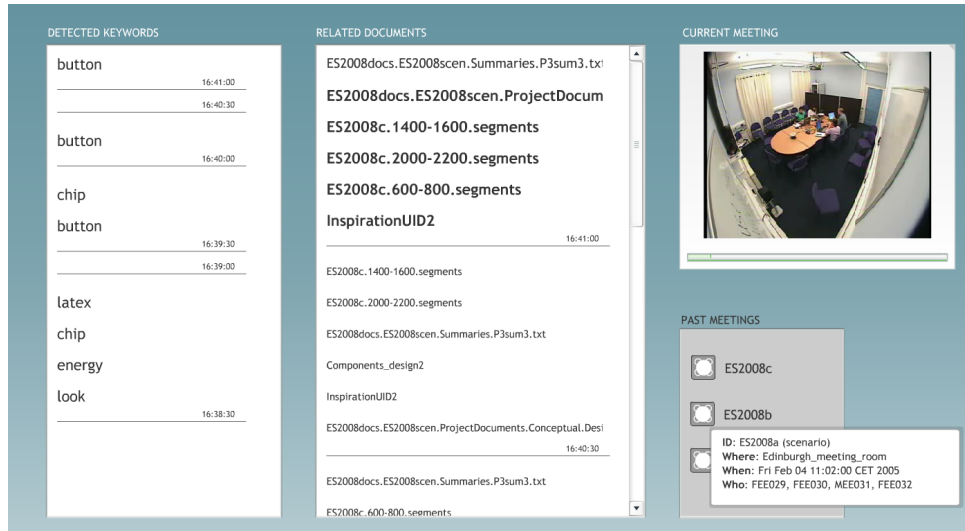 DETECTED KEYWORDS
button
16:41:00
16:40:30
button
16:40:00
chip
button
16:39:30
16:39:00
latex
chip
energy
look
16:38:30
RELATED DOCUMENTS
ES2008docs.ES2008scen.Summaries.P3sum3.txt
ES2008docs.ES2008scen.ProjectDocum
ES2008c.1400-1600.segments
ES2008c.2000-2200.segments
ES2008c.600-800.segments
InspirationUID2
16:41:00
ES2008c.1400-1600.segments
ES2008c.2000-2200.segments
ES2008docs.ES2008scen.Summaries.P3sum3.txt
Components_design2
InspirationUID2
ES2008docs.ES2008scen.ProjectDocuments.Conceptual.Desi
16:40:30
ES2008docs.ES2008scen.Summaries.P3sum3.txt
ES2008c.600-800.segments
CURRENT MEETING
PAST MEETINGS
ES2008c
ES2008b
ID: ES2008a (scenario)
Where: Edinburgh_meeting_room
When: Fri Feb 04 11:02:00 CET 2005
Who: FEE029, FEE030, MEE031, FEE032